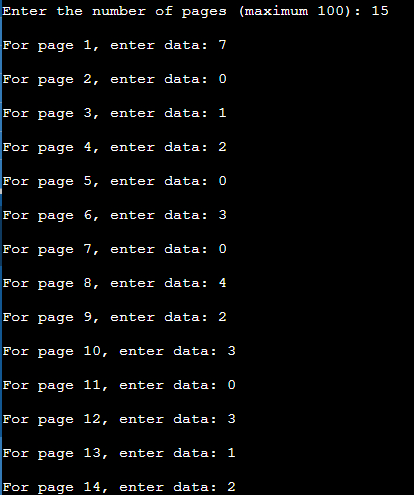 Enter the number of pages (maximum 100): 15
For page 1, enter data: 7
For page 2, enter data: 0
For page 3, enter data: 1
For page 4, enter data: 2
For page 5, enter data: 0
For page 6, enter data: 3
For page 7, enter data: 0
For page 8, enter data: 4
For page 9, enter data: 2
For page 10, enter data: 3
For page 11, enter data: 0
For page 12, enter data: 3
For page 13, enter data: 1
For page 14, enter data: 2